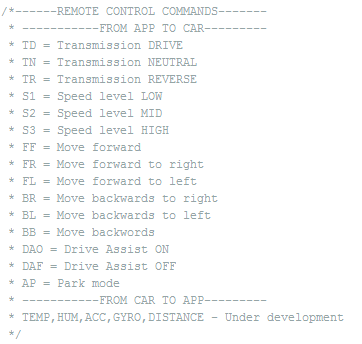 /*------REMOTE CONTROL COMMANDS-------
* -----------FROM APP TO CAR---------
* TD = Transmission DRIVE
* TN = Transmission NEUTRAL
* TR = Transmission REVERSE
* S1 = Speed level LOW
* S2 = Speed level MID
* S3 = Speed level HIGH
* FF = Move forward
* FR = Move forward to right
* FL = Move forward to left
* BR = Move backwards to right
* BL = Move backwards to left
* BB = Move backwords
* DAO = Drive Assist ON
* DAF = Drive Assist OFF
* AP = Park mode
* -----------FROM CAR TO APP---------
* TEMP,HUM,ACC,GYRO,DISTANCE - Under development
*/